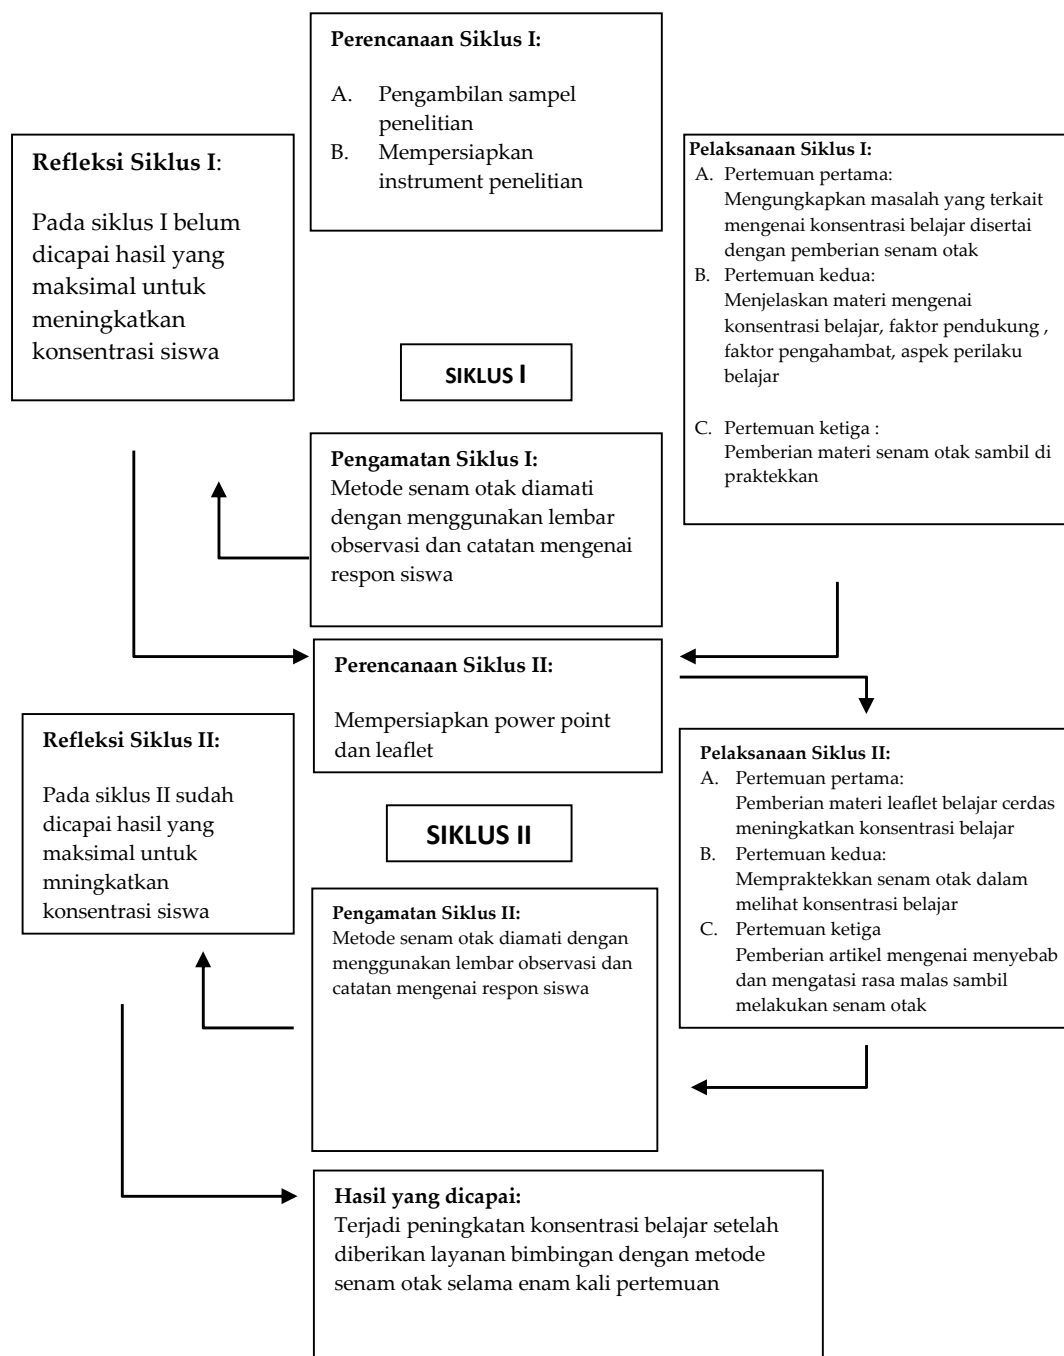 Perencanaan Siklus I:
A. Pengambilan sampel
penelitian
B. Mempersiapkan
instrument penelitian
Refleksi Siklus I:
Pada siklus I belum
dicapai hasil yang
maksimal untuk
meningkatkan
konsentrasi siswa
Pelaksanaan Siklus I:
A. Pertemuan pertama:
Mengungkapkan masalah yang terkait
mengenai konsentrasi belajar disertai
dengan pemberian senam otak
B. Pertemuan kedua:
Menjelaskan materi mengenai
konsentrasi belajar, faktor pendukung ,
faktor pengahambat, aspek perilaku
belajar
C. Pertemuan ketiga :
Pemberian materi senam otak sambil di
praktekkan
SIKLUS I
Pengamatan Siklus I:
Metode senam otak diamati
dengan menggunakan lembar
observasi dan catatan mengenai
respon siswa
Perencanaan Siklus II:
Mempersiapkan power point
dan leaflet
Refleksi Siklus II:
Pada siklus II sudah
dicapai hasil yang
maksimal untuk
mningkatkan
konsentrasi siswa
Pelaksanaan Siklus II:
A. Pertemuan pertama:
Pemberian materi leaflet belajar cerdas
meningkatkan konsentrasi belajar
B. Pertemuan kedua:
Mempraktekkan senam otak dalam
melihat konsentrasi belajar
C. Pertemuan ketiga
Pemberian artikel mengenai menyebab
dan mengatasi rasa malas sambil
melakukan senam otak
SIKLUS II
Pengamatan Siklus II:
Metode senam otak diamati dengan
menggunakan lembar observasi dan
catatan mengenai respon siswa
Hasil yang dicapai:
Terjadi peningkatan konsentrasi belajar setelah
diberikan layanan bimbingan dengan metode
senam otak selama enam kali pertemuan